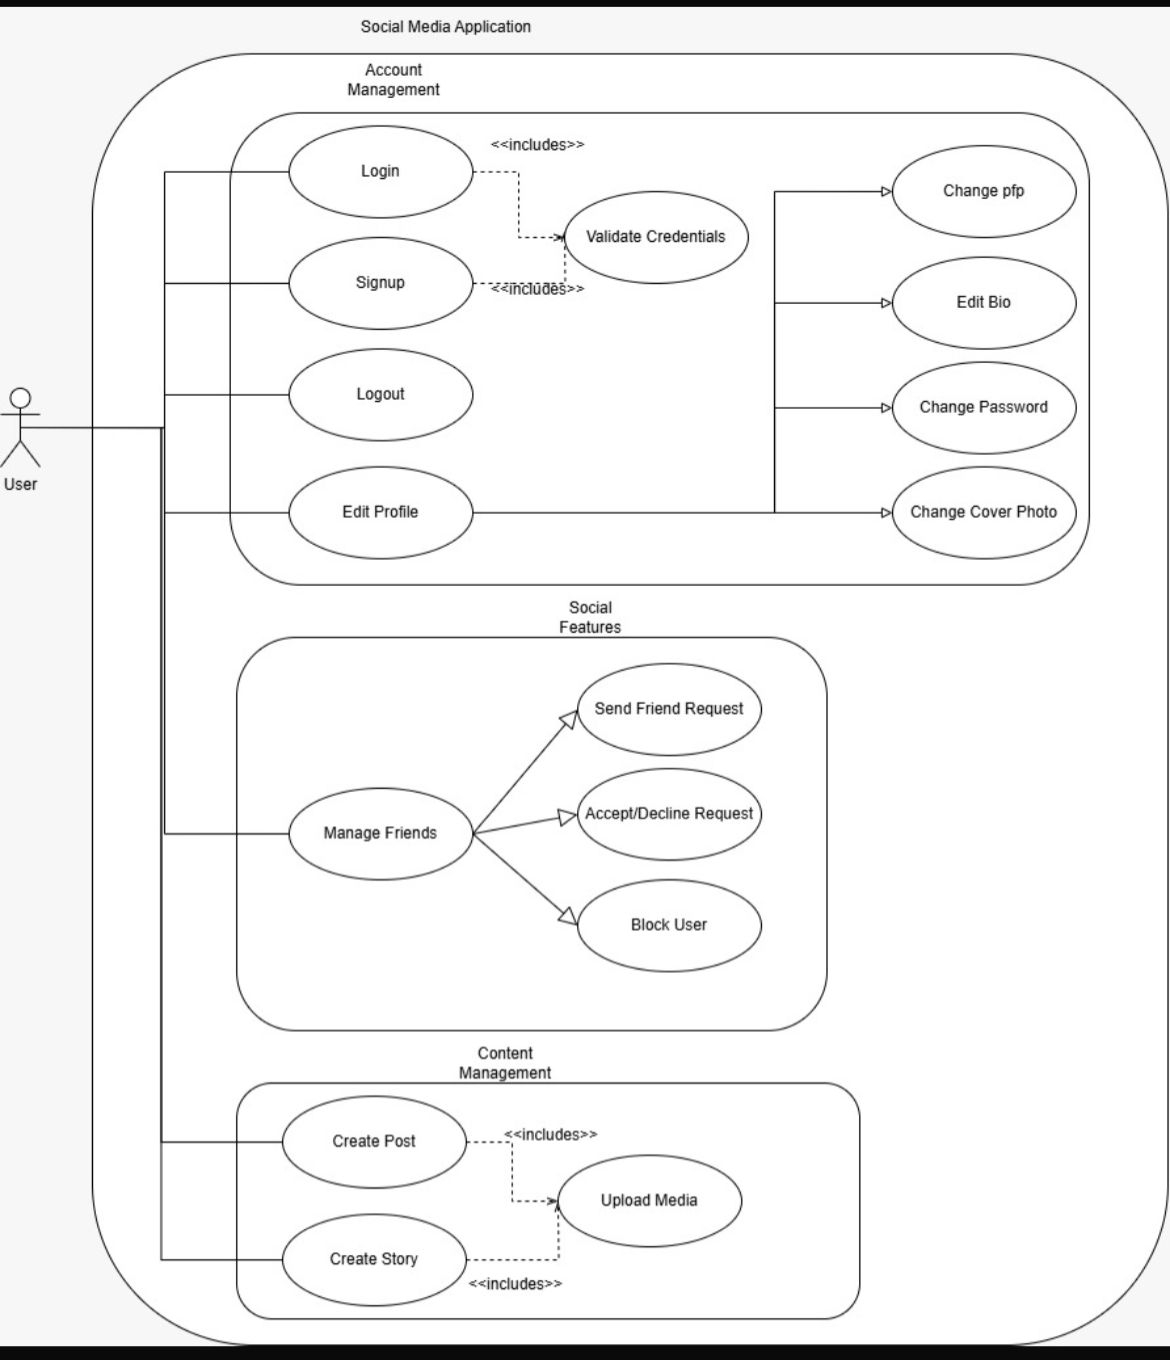 Social Media Application
Account
Management
Login
<<includes>>
Validate Credentials
Signup
<<includes>>
Logout
Edit Profile
Change pfp
Edit Bio
Change Password
Change Cover Photo
User
Social
Features
Manage Friends
Send Friend Request
Accept/Decline Request
Block User
Content
Management
Create Post
<<includes>>
Upload Media
Create Story
<<includes>>